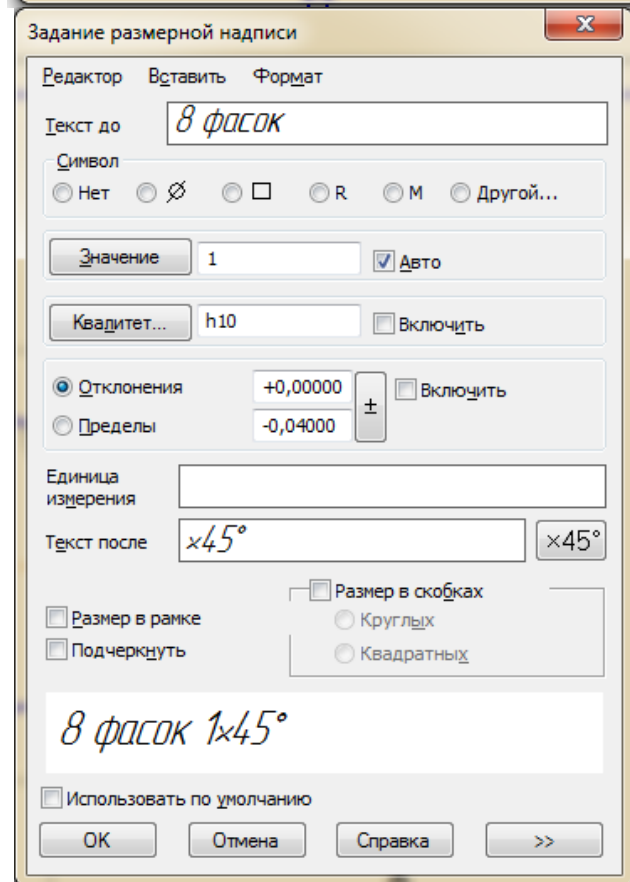 Задание размерной надписи
Редактор Вставить Формат
Текст до 8 фасок
Символ
Нет Ø □ R М Другой...
Значение 1 Авто
Квалитет... h10 Включить
Отклонения +0,00000 ± Включить
Пределы -0,04000
Единица
измерения
Текст после ×45° ×45°
Размер в скобках
Размер в рамке Круглых
Подчеркнуть Квадратных
8 фасок 1×45°
Использовать по умолчанию
OK Отмена Справка >>